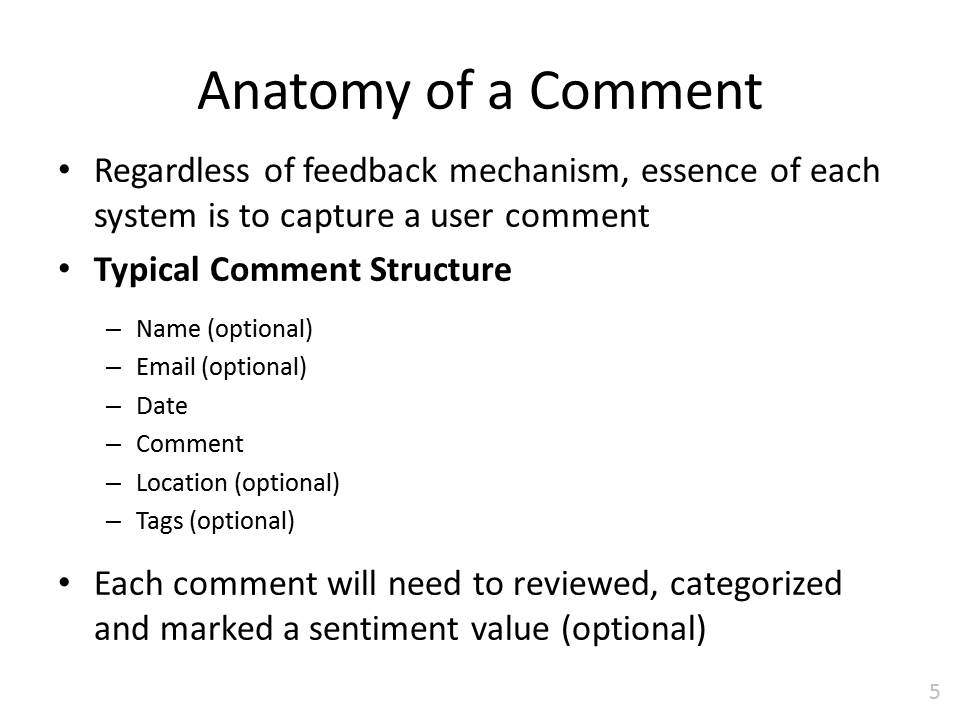 Anatomy of a Comment
• Regardless of feedback mechanism, essence of each
system is to capture a user comment
• Typical Comment Structure
– Name (optional)
– Email (optional)
– Date
– Comment
– Location (optional)
– Tags (optional)
• Each comment will need to reviewed, categorized
and marked a sentiment value (optional)
5